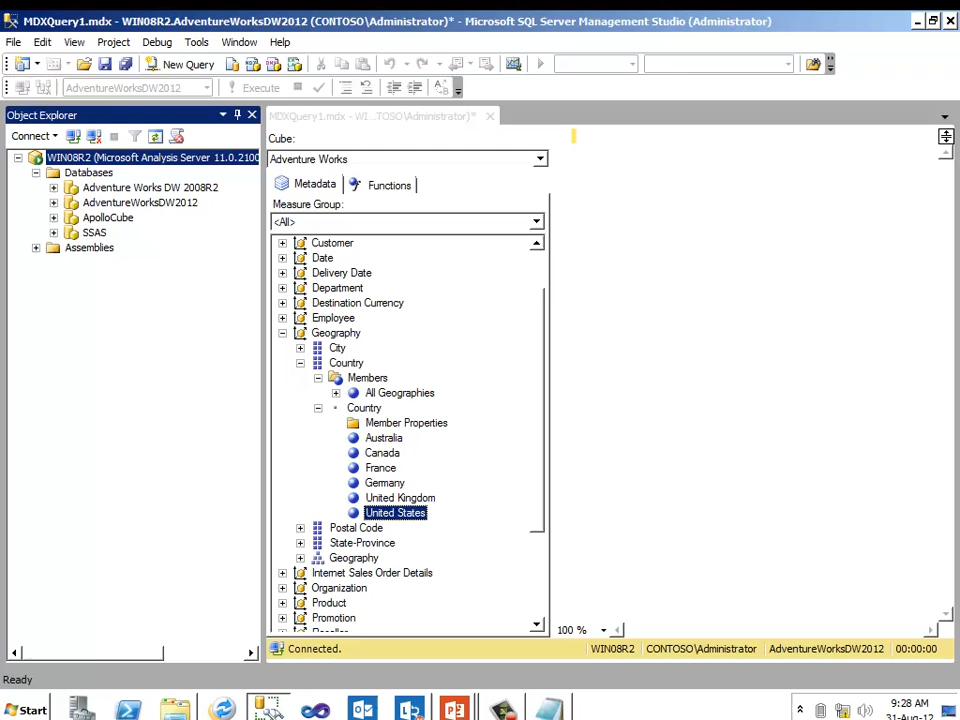 MDXQuery1.mdx - WIN08R2.AdventureWorksDW2012 (CONTOSO\Administrator)* - Microsoft SQL Server Management Studio (Administrator)
File Edit View Project Debug Tools Window Help
New Query
AdventureWorksDW2012 Execute
Object Explorer
MDXQuery1.mdx - WI...TOSO\Administrator)*
Connect
Cube:
WIN08R2 (Microsoft Analysis Server 11.0.2100
Adventure Works
Databases
Adventure Works DW 2008R2
Metadata Functions
AdventureWorksDW2012
Measure Group:
ApolloCube
<All>
SSAS
Assemblies
Customer
Date
Delivery Date
Department
Destination Currency
Employee
Geography
City
Country
Members
All Geographies
Country
Member Properties
Australia
Canada
France
Germany
United Kingdom
United States
Postal Code
State-Province
Geography
Internet Sales Order Details
Organization
Product
Promotion
100 %
Connected. WIN08R2 CONTOSO\Administrator AdventureWorksDW2012 00:00:00
Ready
Start
9:28 AM
31-Aug-12